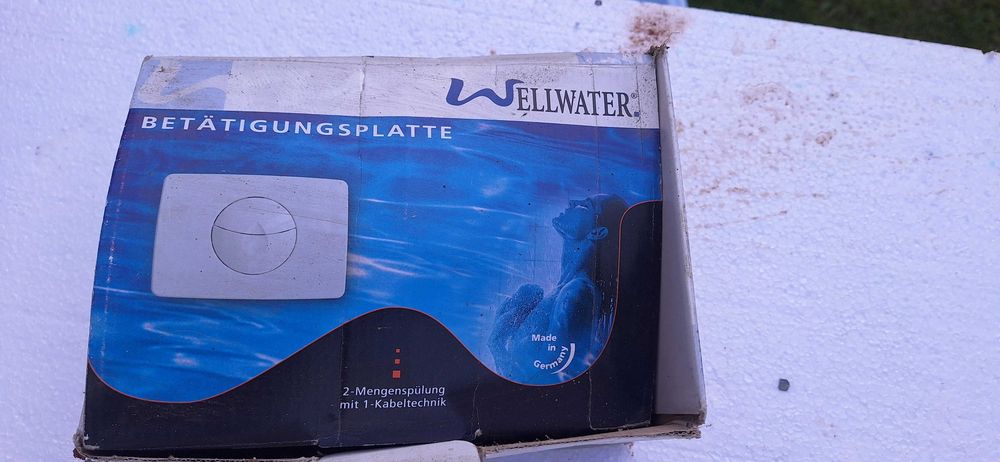 WELLWATER®
BETÄTIGUNGSPLATTE
Made
in
Germany
2-Mengenspülung
mit 1-Kabeltechnik